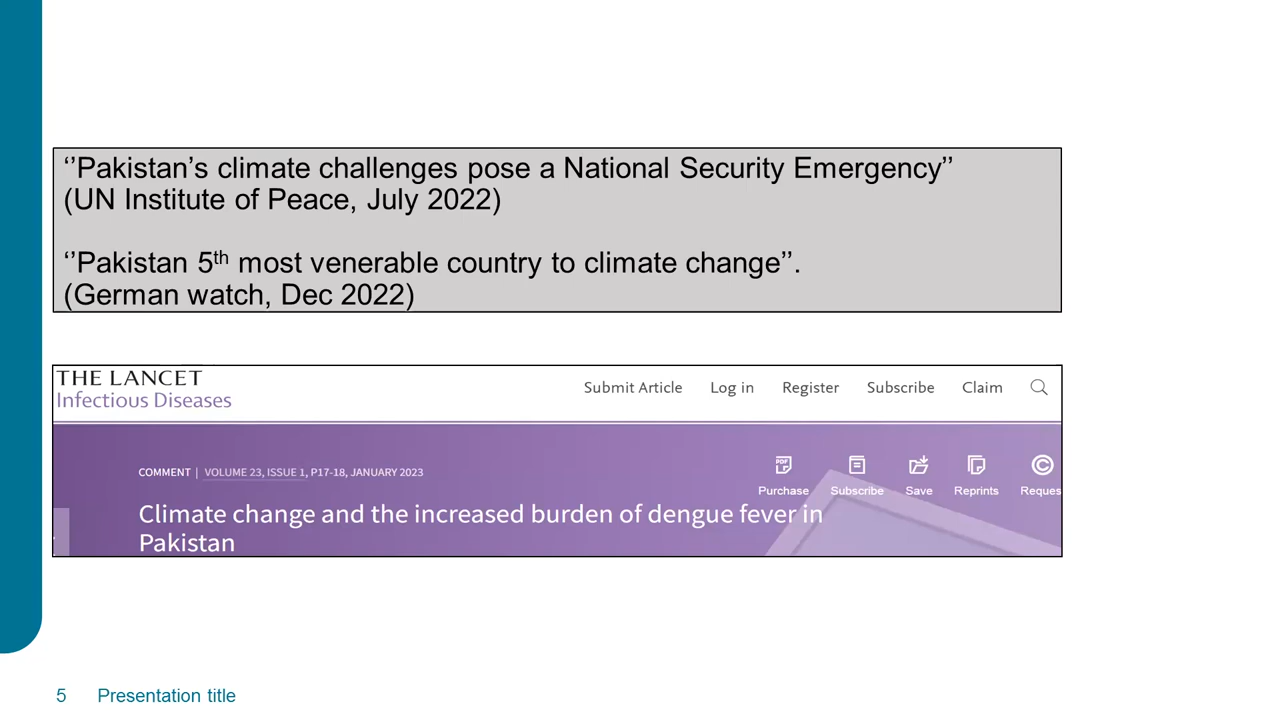 ‘’Pakistan’s climate challenges pose a National Security Emergency’’
(UN Institute of Peace, July 2022)
‘’Pakistan 5th most venerable country to climate change’’.
(German watch, Dec 2022)
THE LANCET
Infectious Diseases
Submit Article Log in Register Subscribe Claim
COMMENT | VOLUME 23, ISSUE 1, P17-18, JANUARY 2023
PDF
Purchase Subscribe Save Reprints Reques
Climate change and the increased burden of dengue fever in
Pakistan
5 Presentation title